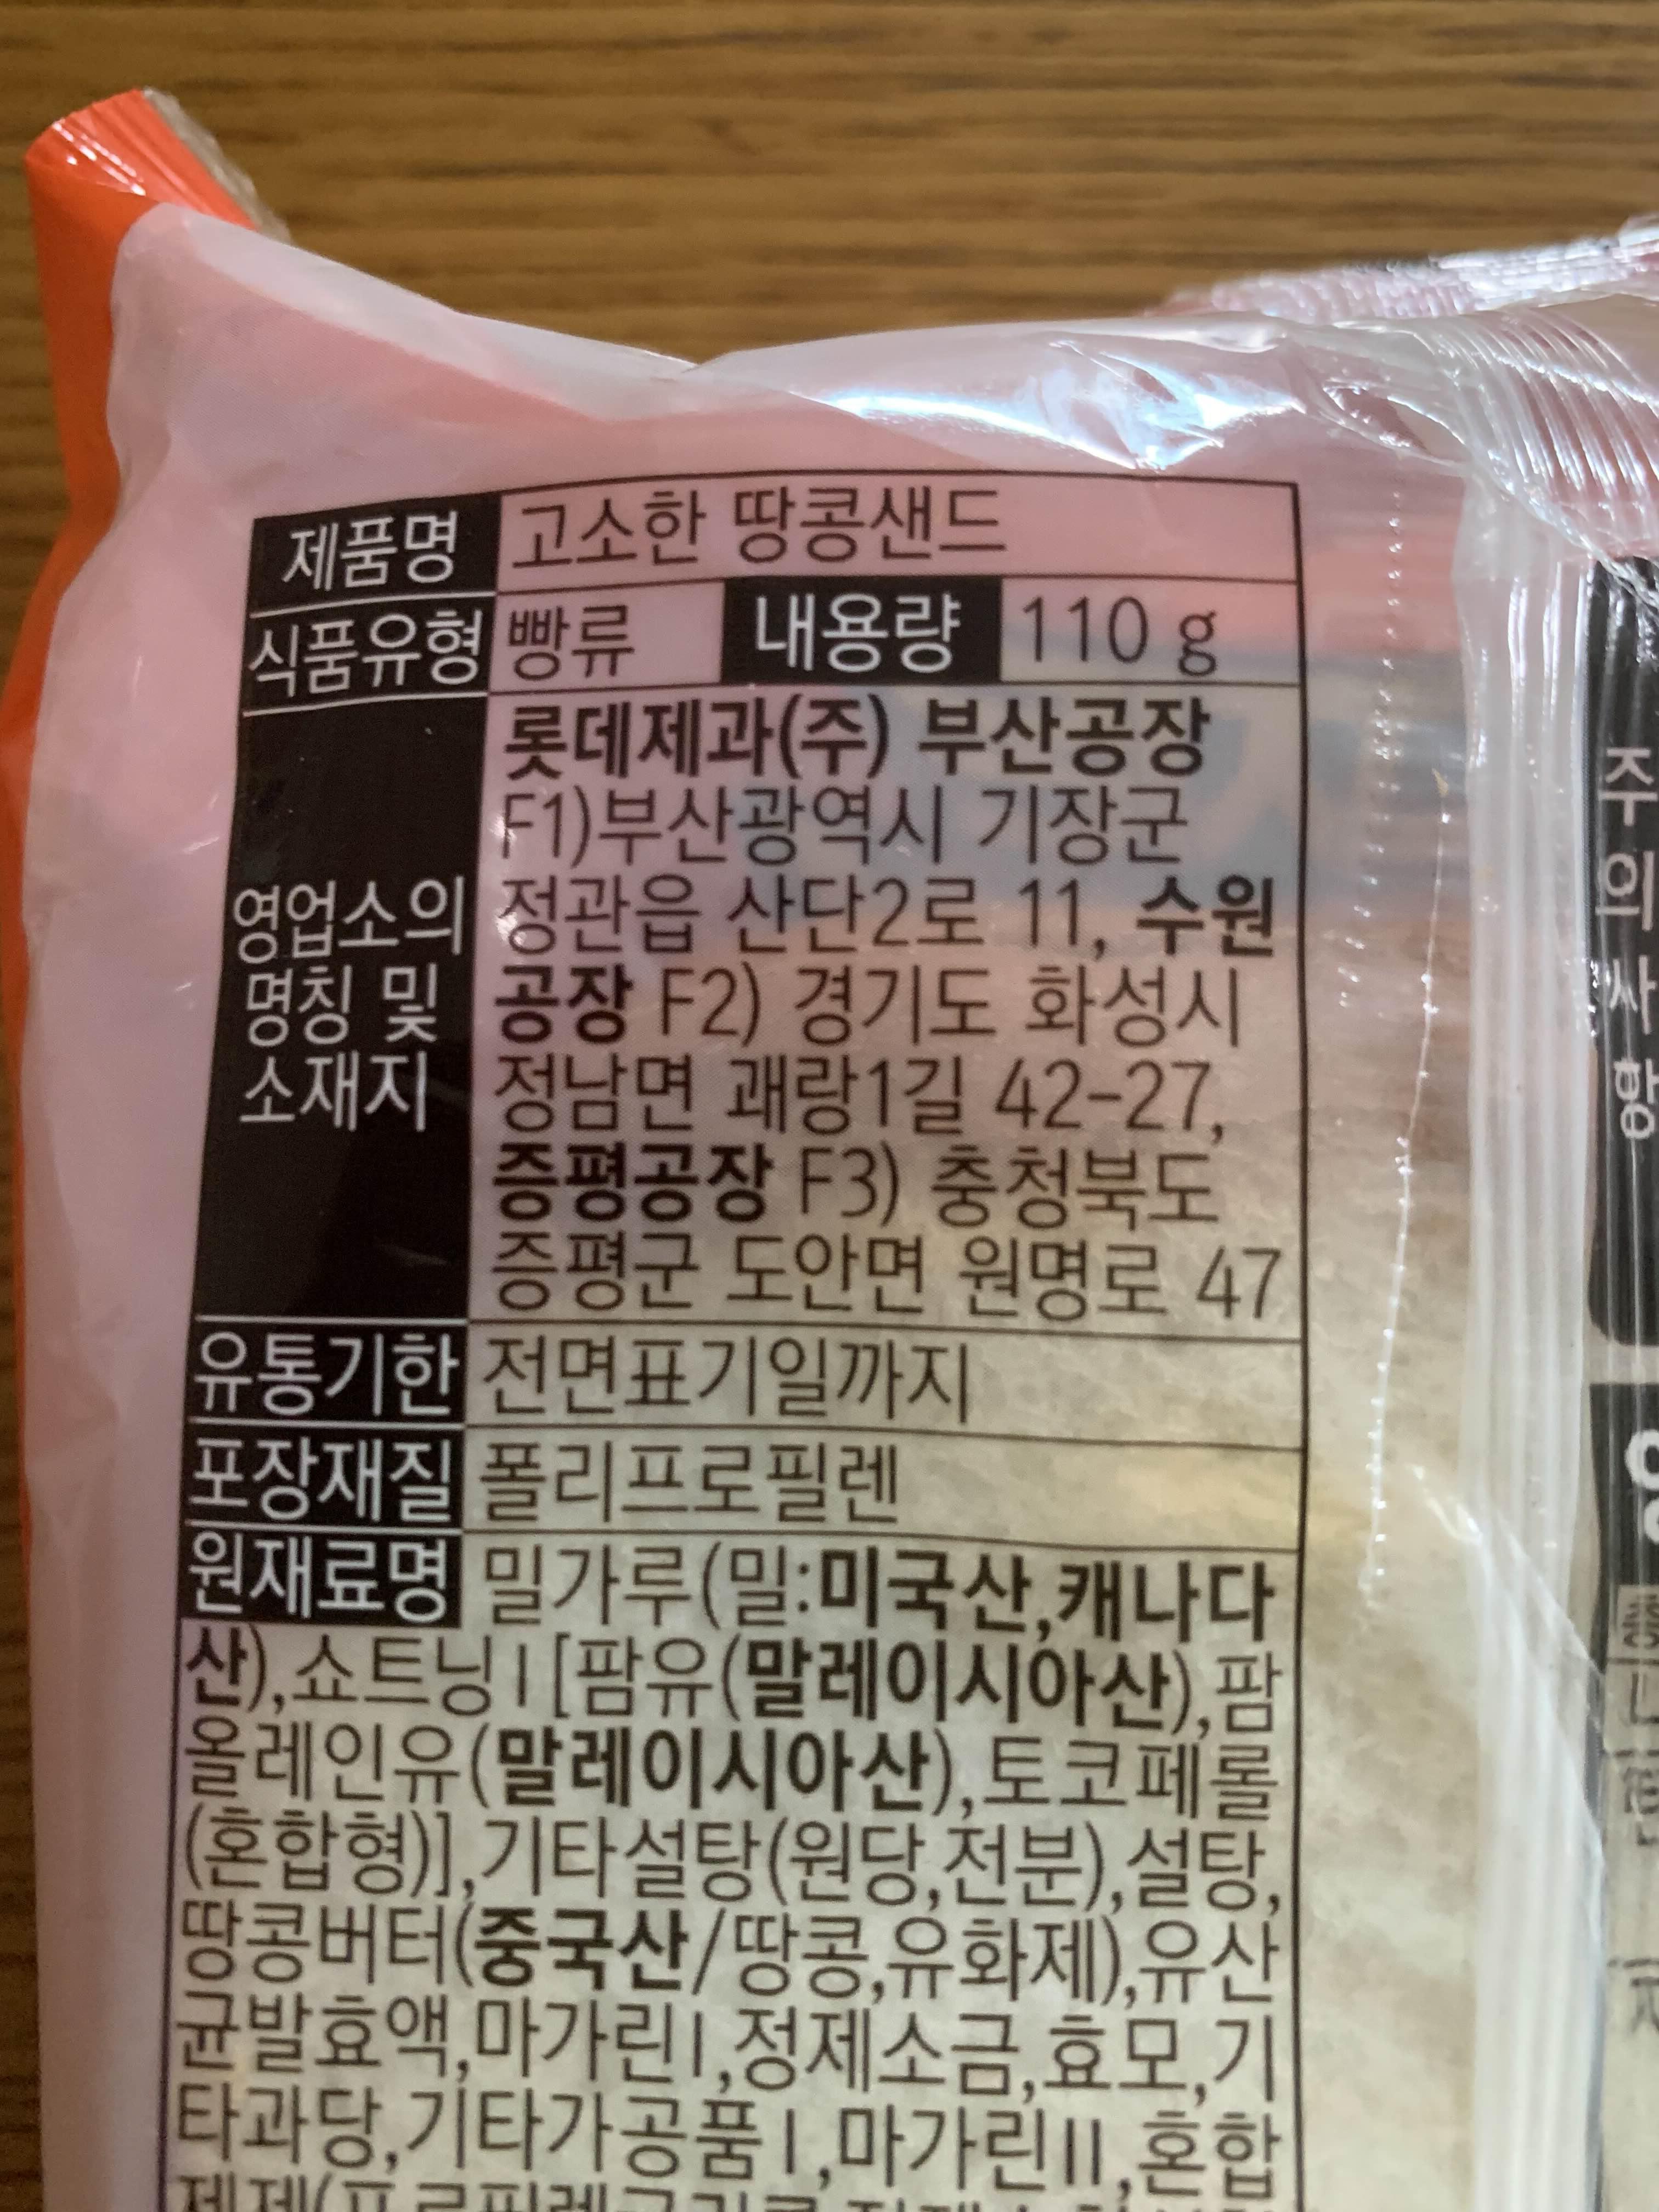 제품명 고소한 땅콩샌드
식품유형 빵류 내용량 110 g
영업소의 명칭 및 소재지
롯데제과(주) 부산공장
F1)부산광역시 기장군
정관읍 산단2로 11, 수원
공장 F2) 경기도 화성시
정남면 괘랑1길 42-27,
증평공장 F3) 충청북도
증평군 도안면 원명로 47
유통기한 전면표기일까지
포장재질 폴리프로필렌
원재료명 밀가루(밀:미국산,캐나다
산),쇼트닝I[팜유(말레이시아산),팜
올레인유(말레이시아산),토코페롤
(혼합형)],기타설탕(원당,전분),설탕,
땅콩버터(중국산/땅콩,유화제),유산
균발효액,마가린I,정제소금,효모,기
타과당,기타가공품I,마가린II,혼합
주의사항